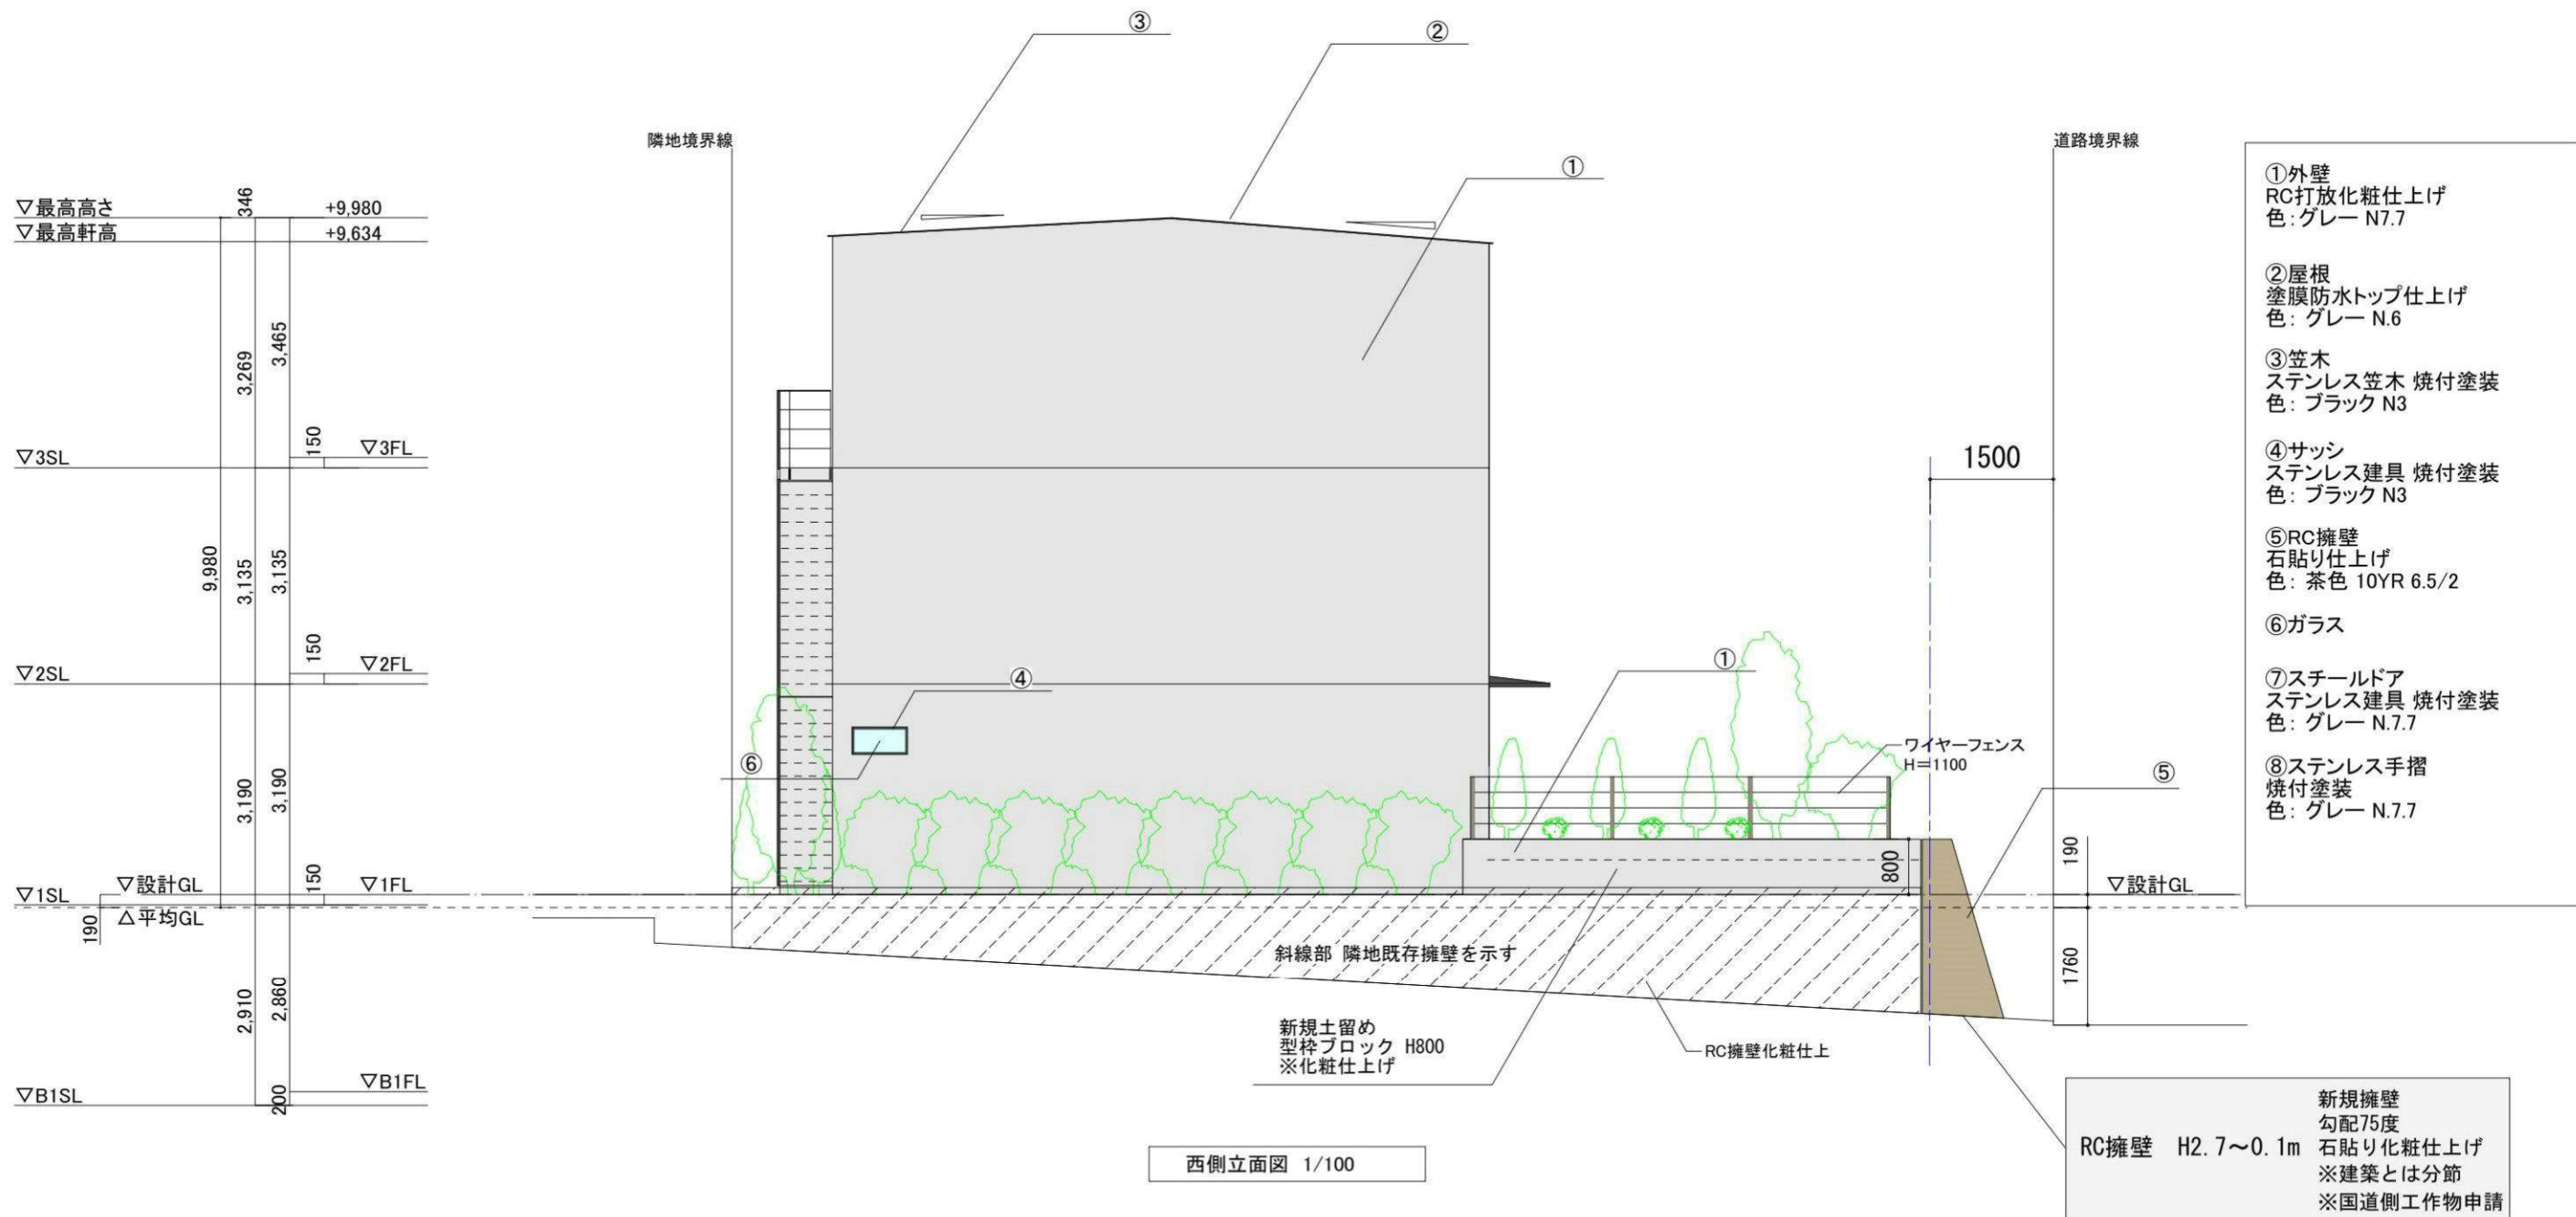 ③
②
①
隣地境界線
道路境界線
▽最高高さ
346
+9,980
▽最高軒高
+9,634
3,465
3,269
150
▽3FL
▽3SL
9,980
3,135
3,135
150
▽2FL
▽2SL
3,190
3,190
150
▽1FL
▽設計GL
▽1SL
△平均GL
190
2,910
2,860
▽B1FL
▽B1SL
200
④
⑥
①
ワイヤーフェンス
H=1100
⑤
1500
800
190
▽設計GL
1760
斜線部 隣地既存擁壁を示す
新規土留め
型枠ブロック H800
※化粧仕上げ
RC擁壁化粧仕上
西側立面図 1/100
①外壁
RC打放化粧仕上げ
色:グレー N7.7
②屋根
塗膜防水トップ仕上げ
色: グレー N.6
③笠木
ステンレス笠木 焼付塗装
色: ブラック N3
④サッシ
ステンレス建具 焼付塗装
色: ブラック N3
⑤RC擁壁
石貼り仕上げ
色: 茶色 10YR 6.5/2
⑥ガラス
⑦スチールドア
ステンレス建具 焼付塗装
色: グレー N.7.7
⑧ステンレス手摺
焼付塗装
色: グレー N.7.7
RC擁壁 H2.7~0.1m
新規擁壁
勾配75度
石貼り化粧仕上げ
※建築とは分節
※国道側工作物申請